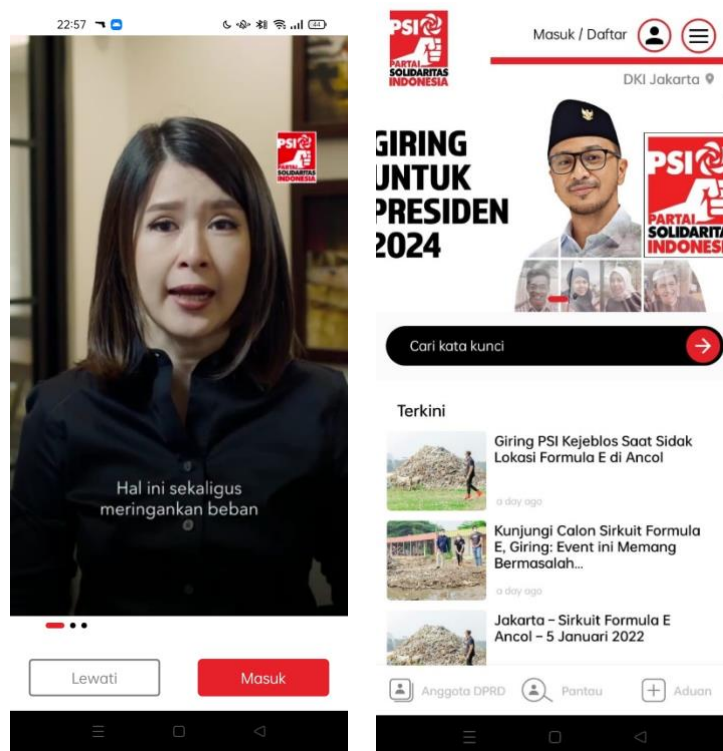 22:57
44
PSI
PARTAI
SOLIDARITAS
INDONESIA
Hal ini sekaligus
meringankan beban
Lewati
Masuk
PSI
PARTAI
SOLIDARITAS
INDONESIA
Masuk / Daftar
DKI Jakarta
GIRING
UNTUK
PRESIDEN
2024
PSI
PARTAI
SOLIDARITA
INDONESI
Cari kata kunci
Terkini
Giring PSI Kejeblos Saat Sidak
Lokasi Formula E di Ancol
a day ago
Kunjungi Calon Sirkuit Formula
E, Giring: Event ini Memang
Bermasalah...
a day ago
Jakarta – Sirkuit Formula E
Ancol – 5 Januari 2022
Anggota DPRD
Pantau
Aduan